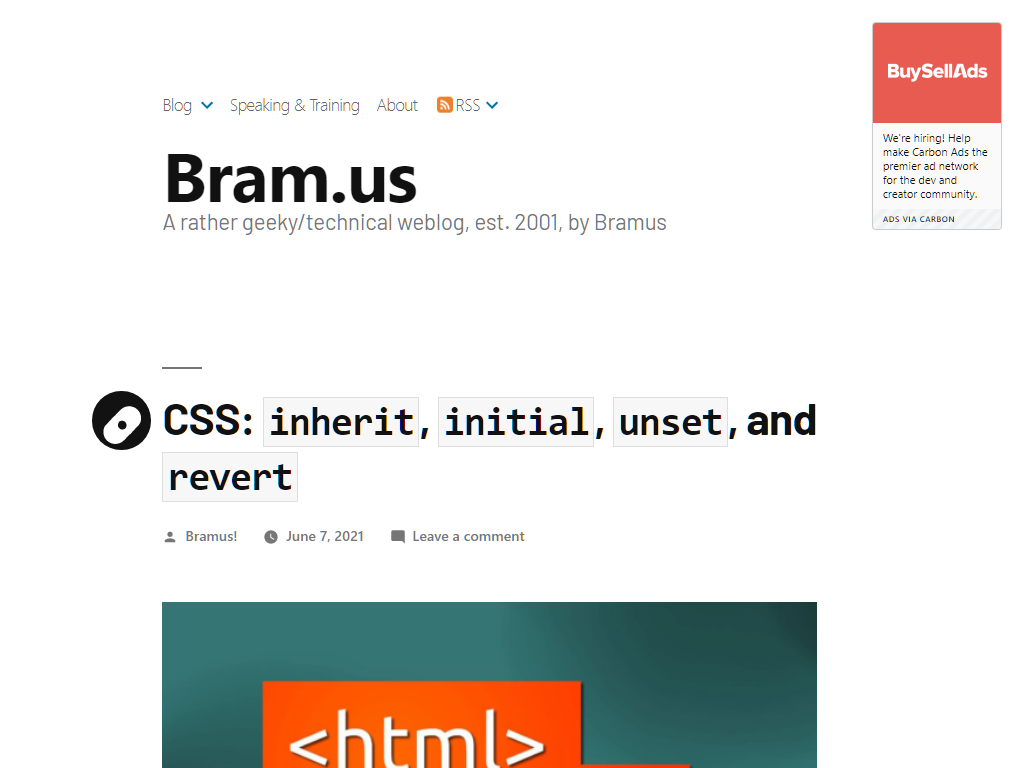 Blog
Speaking & Training
About
RSS
Bram.us
A rather geeky/technical weblog, est. 2001, by Bramus
BuySellAds
We're hiring! Help
make Carbon Ads the
premier ad network
for the dev and
creator community.
ADS VIA CARBON
CSS: inherit, initial, unset, and
revert
Bramus!
June 7, 2021
Leave a comment
<html>